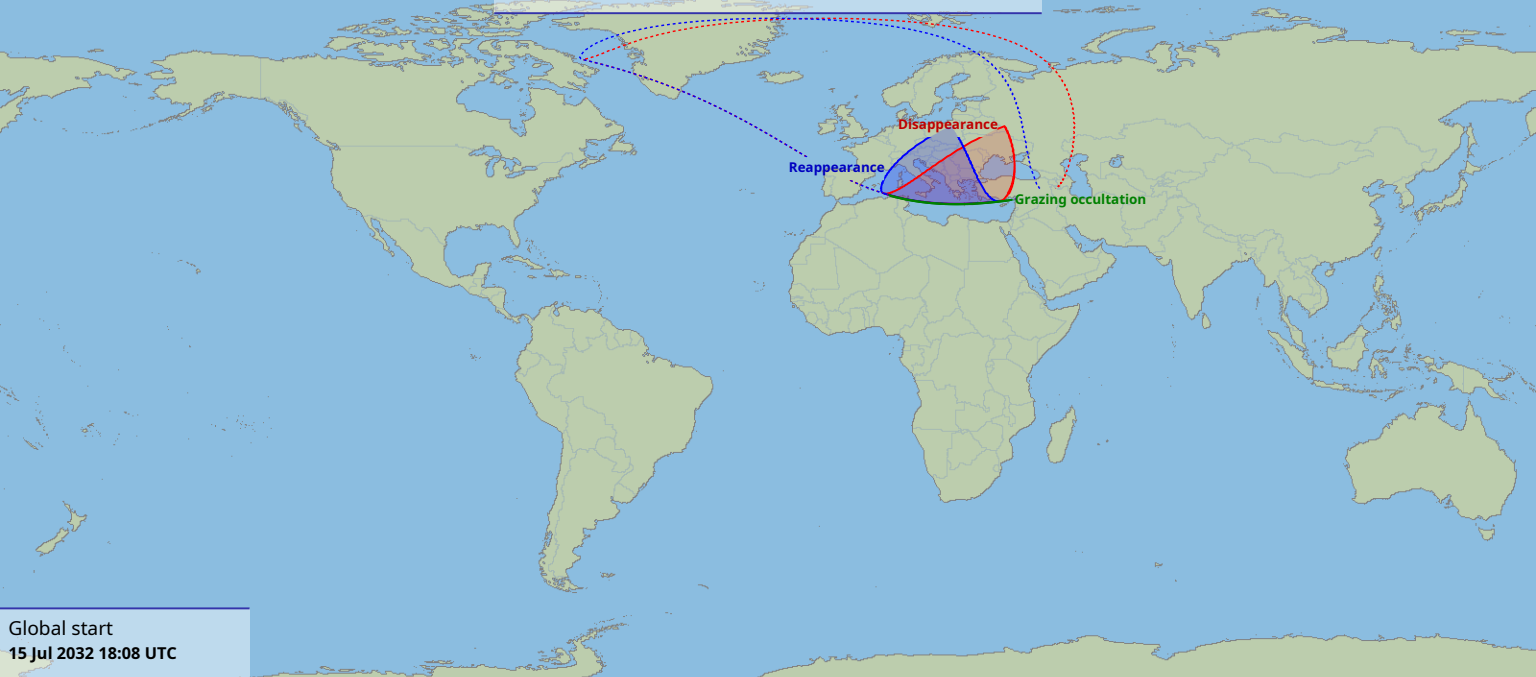 Disappearance
Reappearance
Grazing occultation
Global start
15 Jul 2032 18:08 UTC